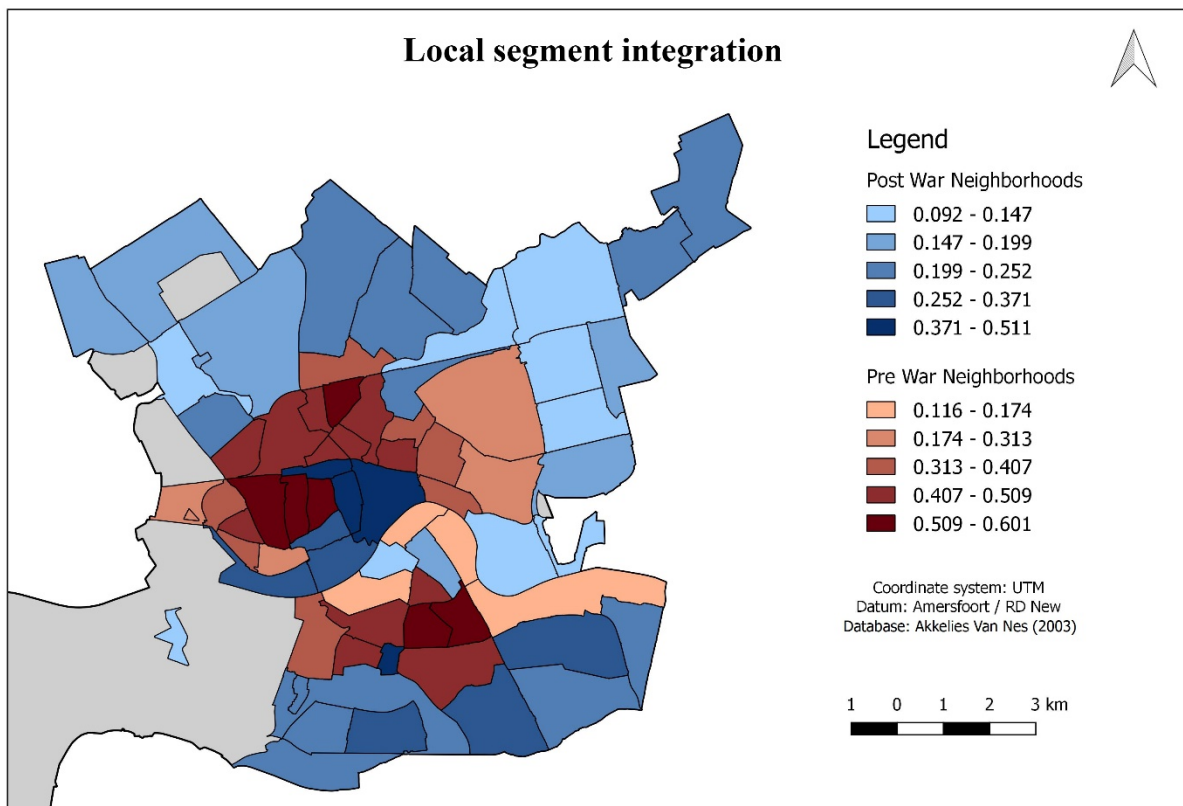 Local segment integration
Legend
Post War Neighborhoods
0.092 - 0.147
0.147 - 0.199
0.199 - 0.252
0.252 - 0.371
0.371 - 0.511
Pre War Neighborhoods
0.116 - 0.174
0.174 - 0.313
0.313 - 0.407
0.407 - 0.509
0.509 - 0.601
Coordinate system: UTM
Datum: Amersfoort / RD New
Database: Akkelies Van Nes (2003)
1 0 1 2 3 km